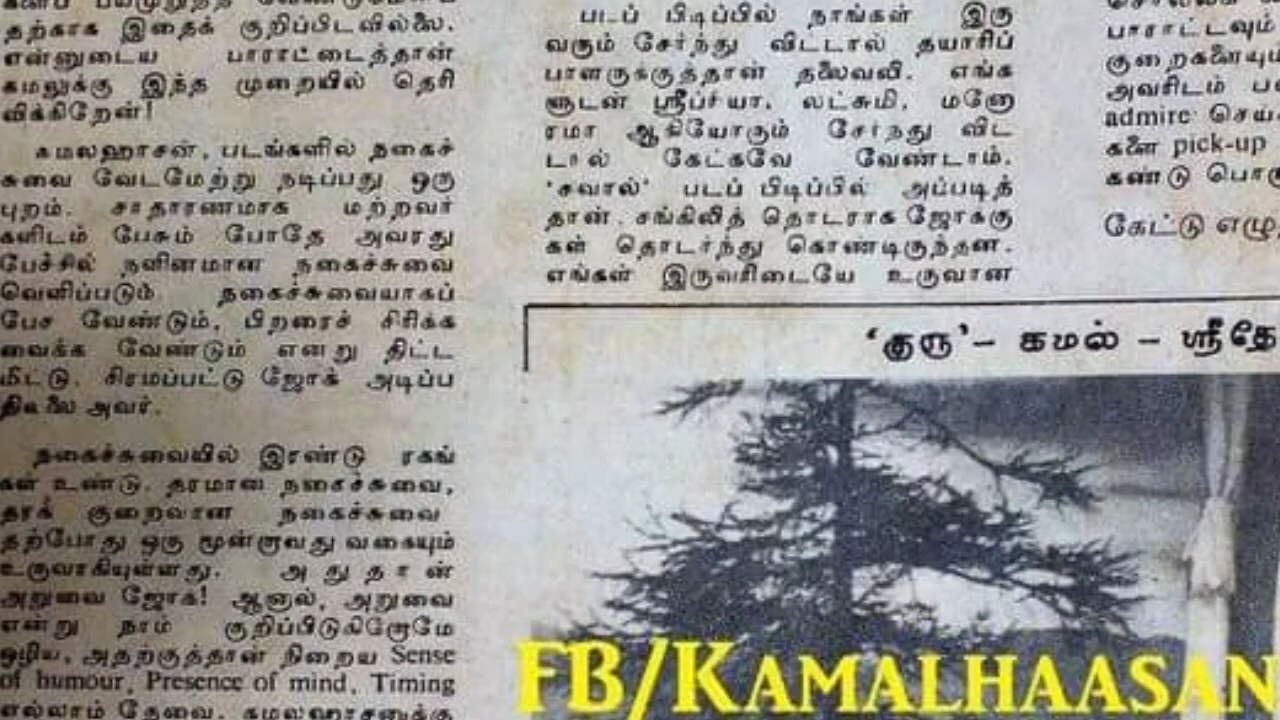 தற்காக இதைக் குறிப்பிடவில்லை.
என்னுடைய பாராட்டைத்தான்
கமலுக்கு இந்த முறையில் தெரி
விக்கிறேன்!
கமலஹாசன், படங்களில் நகைச்
சுவை வேடமேற்று நடிப்பது ஒரு
புறம். சாதாரணமாக மற்றவர்
களிடம் பேசும் போதே அவரது
பேச்சில் நளினமான நகைச்சுவை
வெளிப்படும். நகைச்சுவையாகப்
பேச வேண்டும், பிறரைச் சிரிக்க
வைக்க வேண்டும் என்று திட்ட
மிட்டு, சிரமப்பட்டு ஜோக் அடிப்ப
தில்லை அவர்.
நகைச்சுவையில் இரண்டு ரகங்
கள் உண்டு. தரமான நகைச்சுவை,
தரக் குறைவான நகைச்சுவை
தற்போது ஒரு மூன்றாவது வகையும்
உருவாகியுள்ளது. அ து தா ன்
அறுவை ஜோக்! ஆனால், அறுவை
என்று நாம் குறிப்பிடுகிறோமே
ஒழிய, அதற்குத்தான் நிறைய Sense
of humour, Presence of mind, Timing
எல்லாம் தேவை. கமலஹாசனுக்கு
படப் பிடிப்பில் நாங்கள் இரு
வரும் சேர்ந்து விட்டால் தயாரிப்
பாளருக்குத்தான் தலைவலி. எங்க
ளுடன் ஸ்ரீப்ரியா, லட்சுமி, மனோ
ரமா ஆகியோரும் சேர்ந்து விட்
டால் கேட்கவே வேண்டாம்.
'சவால்' படப் பிடிப்பில் அப்படித்
தான். சங்கிலித் தொடராக ஜோக்கு
கள் தொடர்ந்து கொண்டிருந்தன.
எங்கள் இருவரிடையே உருவான
பாராட்டவும்
குறைகளையும்
அவரிடம்
admire செய்
களை pick-up
கண்டு
கேட்டு
'குரு' – கமல் – ஸ்ரீதே
FB/KAMALHAASAN